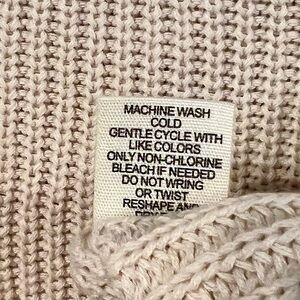 MACHINE WASH
COLD
GENTLE CYCLE WITH
LIKE COLORS
ONLY NON-CHLORINE
BLEACH IF NEEDED
DO NOT WRING
OR TWIST
RESHAPE AND